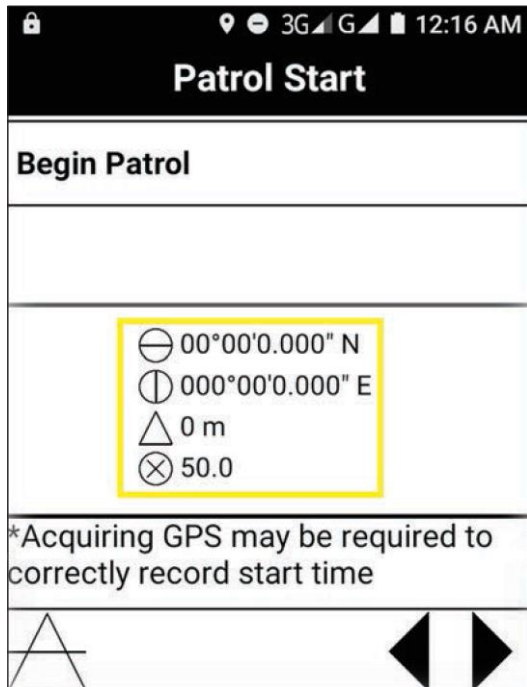 3G G 12:16 AM
Patrol Start
Begin Patrol
00°00'0.000" N
000°00'0.000" E
0 m
50.0
*Acquiring GPS may be required to
correctly record start time